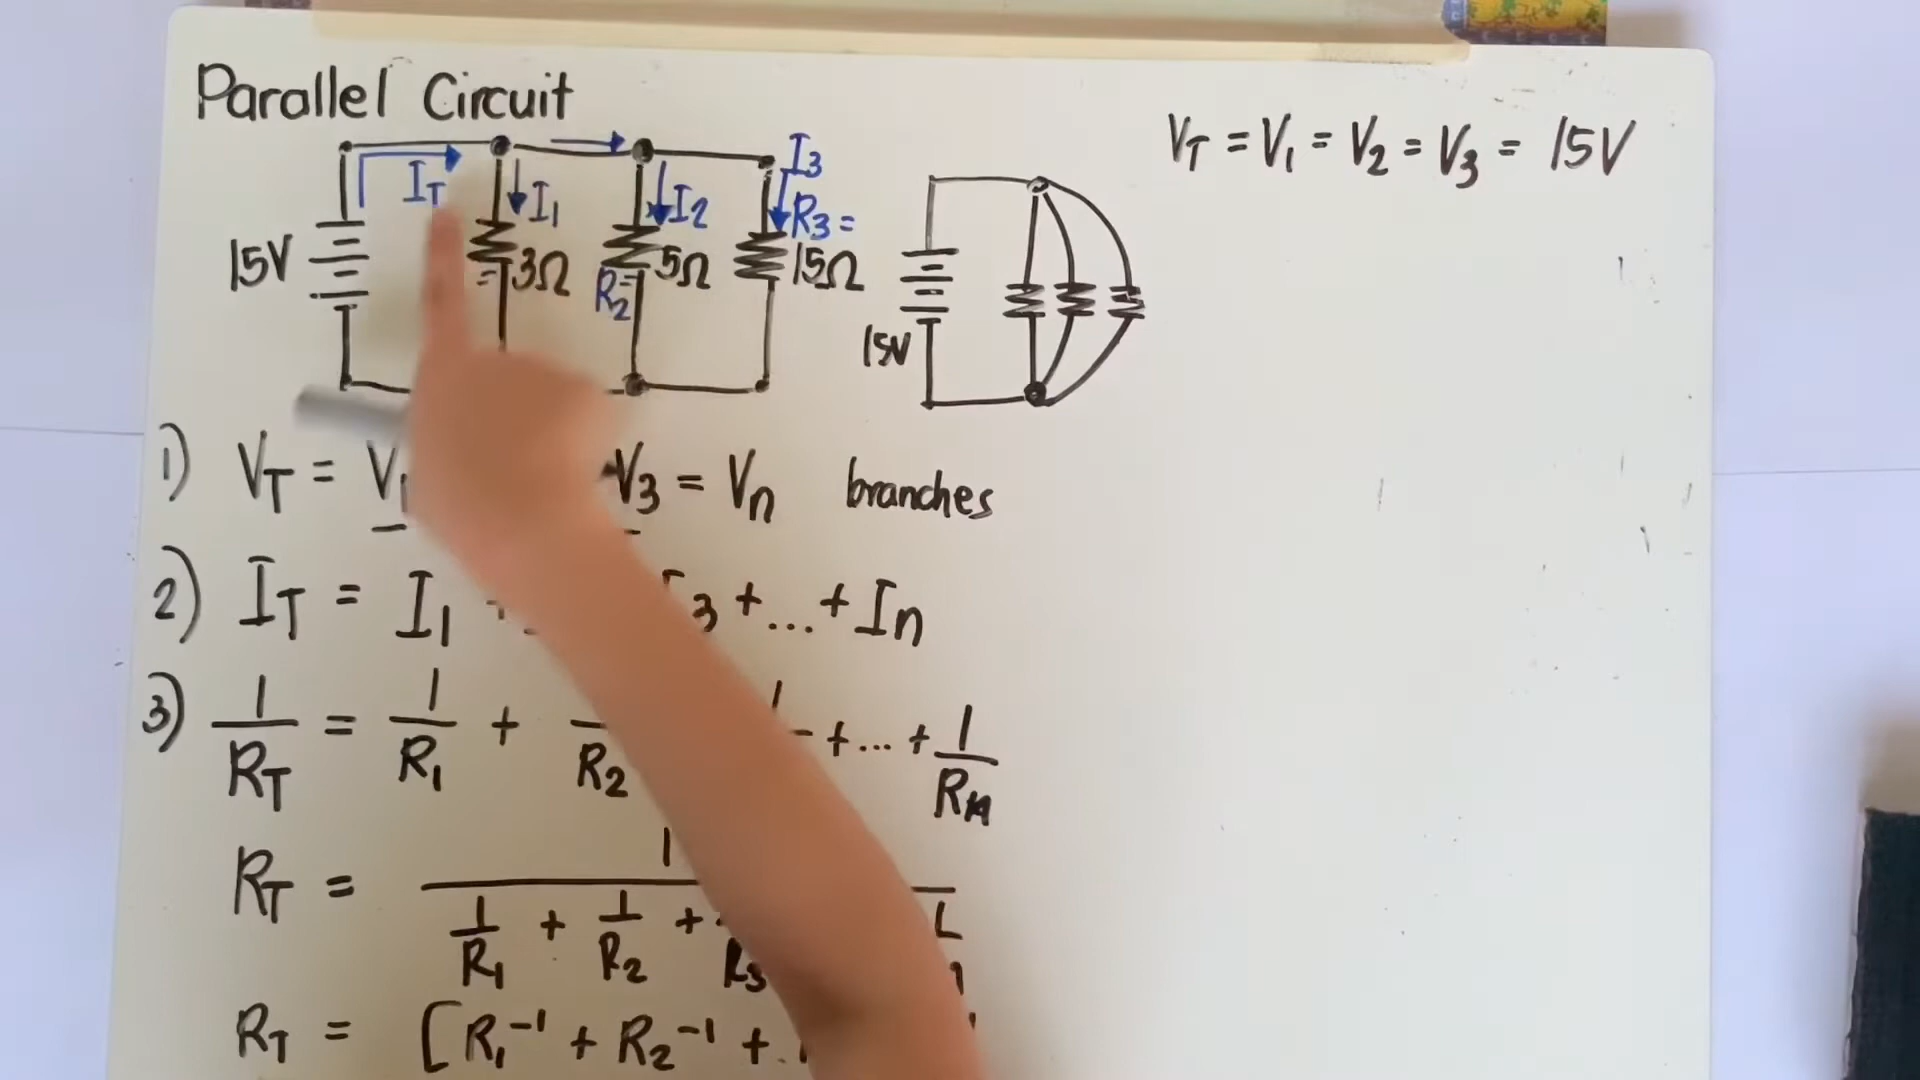 Parallel Circuit
V_T = V_1 = V_2 = V_3 = 15V
I_T I_1 I_2 I_3
R_3 =
15V = 3Ω R_2 = 5Ω 15Ω
15V
1) V_T = V_1 V_3 = V_n branches
2) I_T = I_1 + 3 + ... + I_n
3) 1/R_T = 1/R_1 + /R_2 1 + ... + 1/R_n
R_T = 1 / 1/R_1 + 1/R_2 + R_3
R_T = [R_1^-1 + R_2^-1 + .